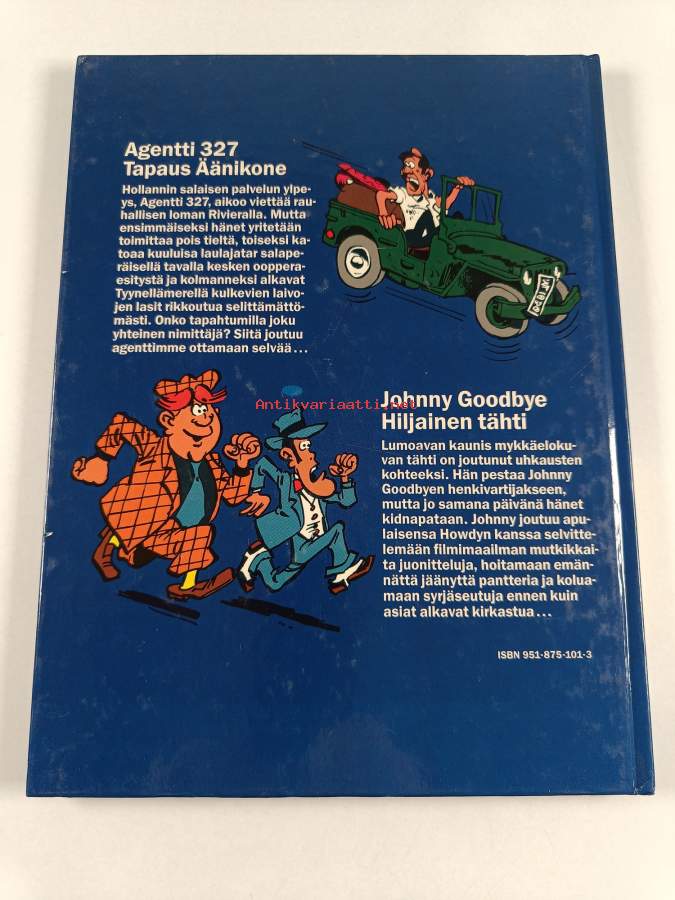 Agentti 327
Tapaus Äänikone
Hollannin salaisen palvelun ylpe-
ys, Agentti 327, aikoo viettää rau-
hallisen loman Rivieralla. Mutta
ensimmäiseksi hänet yritetään
toimittaa pois tieltä, toiseksi ka-
toaa kuuluisa laulajatar salape-
räisellä tavalla kesken ooppera-
esitystä ja kolmanneksi alkavat
Tyynellämerellä kulkevien laivo-
jen lasit rikkoutua selittämättö-
mästi. Onko tapahtumilla joku
yhteinen nimittäjä? Siitä joutuu
agenttimme ottamaan selvää...
Antikvariaatti.net
Johnny Goodbye
Hiljainen tähti
Lumoavan kaunis mykkäeloku-
van tähti on joutunut uhkausten
kohteeksi. Hän pestaa Johnny
Goodbyen henkivartijakseen,
mutta jo samana päivänä hänet
kidnapataan. Johnny joutuu apu-
laisensa Howdyn kanssa selvitte-
lemään filmimaailman mutkikkai-
ta juonitteluja, hoitamaan emän-
nättä jäänyttä pantteria ja kolua-
maan syrjäseutuja ennen kuin
asiat alkavat kirkastua...
ISBN 951-875-101-3